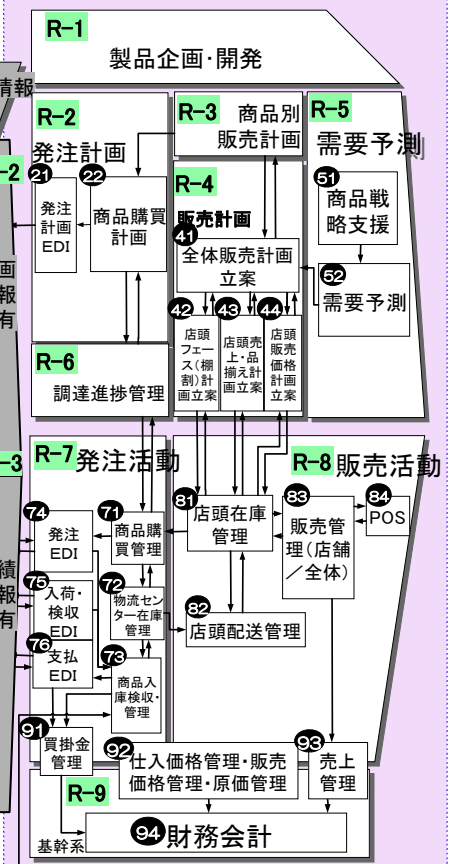 R-1
製品企画・開発
情報
R-2
発注計画
21
発注
計画
EDI
22
商品購買
計画
R-3
商品別
販売計画
R-4
販売計画
41
全体販売計画
立案
42
店頭
フェー
ス(棚
割)計
画立案
43
店頭売
上・品
揃え計
画立案
44
店頭
販売
価格
計画
立案
R-5
需要予測
51
商品戦
略支援
52
需要予測
-2
画
報
有
R-6
調達進捗管理
-3
績
報
有
R-7
発注活動
74
発注
EDI
75
入荷・
検収
EDI
76
支払
EDI
71
商品購
買管理
72
物流セン
ター在庫
管理
73
商品入
庫検収・
管理
R-8
販売活動
81
店頭在庫
管理
82
店頭配送管理
83
販売管
理(店舗
／全体)
84
POS
91
買掛金
管理
92
仕入価格管理・販売
価格管理・原価管理
93
売上
管理
R-9
基幹系
94
財務会計